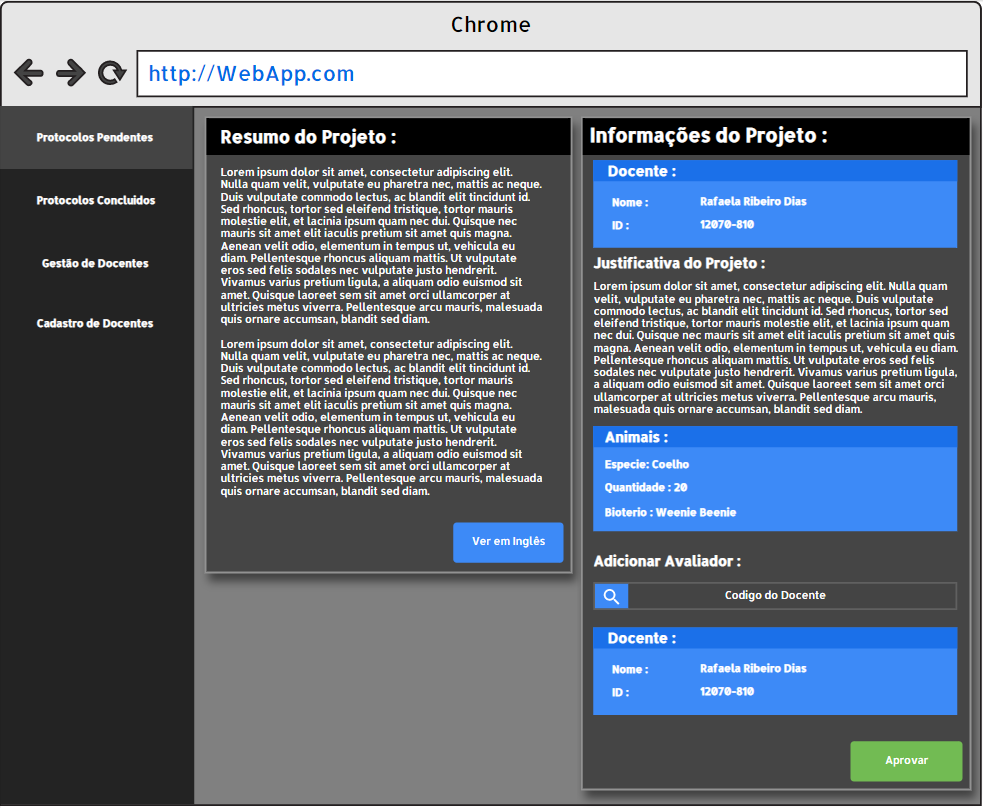 Chrome
http://WebApp.com
Protocolos Pendentes
Protocolos Concluidos
Gestão de Docentes
Cadastro de Docentes
Resumo do Projeto :
Lorem ipsum dolor sit amet, consectetur adipiscing elit.
Nulla quam velit, vulputate eu pharetra nec, mattis ac neque.
Duis vulputate commodo lectus, ac blandit elit tincidunt id.
Sed rhoncus, tortor sed eleifend tristique, tortor mauris
molestie elit, et lacinia ipsum quam nec dui. Quisque nec
mauris sit amet elit iaculis pretium sit amet quis magna.
Aenean velit odio, elementum in tempus ut, vehicula eu
diam. Pellentesque rhoncus aliquam mattis. Ut vulputate
eros sed felis sodales nec vulputate justo hendrerit.
Vivamus varius pretium ligula, a aliquam odio euismod sit
amet. Quisque laoreet sem sit amet orci ullamcorper at
ultricies metus viverra. Pellentesque arcu mauris, malesuada
quis ornare accumsan, blandit sed diam.
Lorem ipsum dolor sit amet, consectetur adipiscing elit.
Nulla quam velit, vulputate eu pharetra nec, mattis ac neque.
Duis vulputate commodo lectus, ac blandit elit tincidunt id.
Sed rhoncus, tortor sed eleifend tristique, tortor mauris
molestie elit, et lacinia ipsum quam nec dui. Quisque nec
mauris sit amet elit iaculis pretium sit amet quis magna.
Aenean velit odio, elementum in tempus ut, vehicula eu
diam. Pellentesque rhoncus aliquam mattis. Ut vulputate
eros sed felis sodales nec vulputate justo hendrerit.
Vivamus varius pretium ligula, a aliquam odio euismod sit
amet. Quisque laoreet sem sit amet orci ullamcorper at
ultricies metus viverra. Pellentesque arcu mauris, malesuada
quis ornare accumsan, blandit sed diam.
Ver em Inglês
Informações do Projeto :
Docente :
Nome : Rafaela Ribeiro Dias
ID : 12070-810
Justificativa do Projeto :
Lorem ipsum dolor sit amet, consectetur adipiscing elit. Nulla quam
velit, vulputate eu pharetra nec, mattis ac neque. Duis vulputate
commodo lectus, ac blandit elit tincidunt id. Sed rhoncus, tortor sed
eleifend tristique, tortor mauris molestie elit, et lacinia ipsum quam
nec dui. Quisque nec mauris sit amet elit iaculis pretium sit amet quis
magna. Aenean velit odio, elementum in tempus ut, vehicula eu diam.
Pellentesque rhoncus aliquam mattis. Ut vulputate eros sed felis
sodales nec vulputate justo hendrerit. Vivamus varius pretium ligula,
a aliquam odio euismod sit amet. Quisque laoreet sem sit amet orci
ullamcorper at ultricies metus viverra. Pellentesque arcu mauris,
malesuada quis ornare accumsan, blandit sed diam.
Animais :
Especie: Coelho
Quantidade : 20
Bioterio : Weenie Beenie
Adicionar Avaliador :
Codigo do Docente
Docente :
Nome : Rafaela Ribeiro Dias
ID : 12070-810
Aprovar